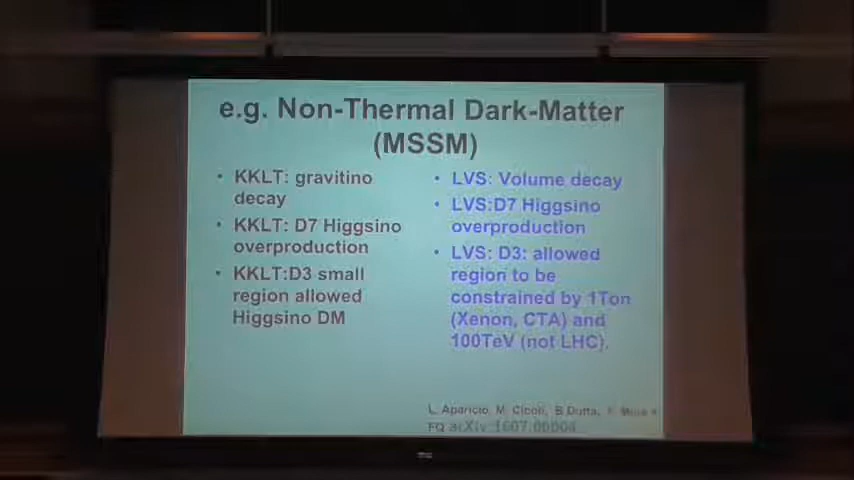 e.g. Non-Thermal Dark-Matter
(MSSM)
• KKLT: gravitino
decay
• KKLT: D7 Higgsino
overproduction
• KKLT:D3 small
region allowed
Higgsino DM
• LVS: Volume decay
• LVS:D7 Higgsino
overproduction
• LVS: D3: allowed
region to be
constrained by 1Ton
(Xenon, CTA) and
100TeV (not LHC).
L. Aparicio, M. Cicoli, B.Dutta,
FQ arXiv: